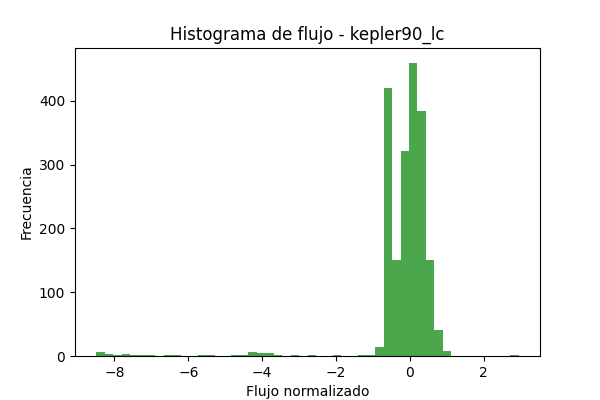 Histograma de flujo - kepler90_lc
Frecuencia
400
300
200
100
0
−8 −6 −4 −2 0 2
Flujo normalizado